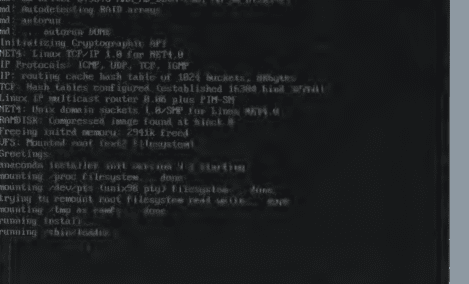 md: Autodetecting RAID arrays
md: autorun
md: ... autorun DONE
Initializing Cryptographic API
NET4: Linux TCP/IP 1.0 for NET4.0
IP Protocols: ICMP, UDP, TCP, IGMP
IP: routing cache hash table of 1024 buckets, 8Kbytes
TCP: Hash tables configured (established 16384 bind
Linux IP multicast router 0.06 plus PIM-SM
NET4: Unix domain sockets 1.0/SMP for Linux NET4.0
RAMDISK: Compressed image found at block 0
Freeing initrd memory: 2941k freed
VFS: Mounted root (ext2 filesystem)
Greetings
anaconda installer init version starting
mounting /proc filesystem... done
mounting /dev/pts (unix98 pty) filesystem... done
trying to remount root filesystem read write... done
mounting /tmp as ramfs... done
running install...
running /sbin/loader